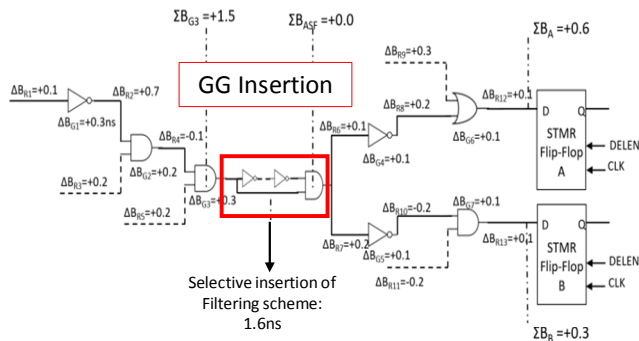 ΣB_G3=+1.5
ΣB_ASF=+0.0
ΣB_A=+0.6
GG Insertion
ΔB_R9=+0.3
ΔB_R1=+0.1
ΔB_R2=+0.7
ΔB_R12=+0.1
ΔB_R8=+0.2
D Q
STMR
Flip-Flop
A
DELEN
CLK
ΔB_G1=+0.3ns
ΔB_R4=-0.1
ΔB_R6=+0.1
ΔB_G6=+0.1
ΔB_G4=+0.1
ΔB_R3=+0.2
ΔB_G2=+0.2
ΔB_R5=+0.2
ΔB_G3=+0.3
ΔB_R10=-0.2
ΔB_G7=+0.1
ΔB_R7=+0.2
ΔB_G5=+0.1
ΔB_R13=+0.1
D Q
STMR
Flip-Flop
B
DELEN
CLK
ΔB_R11=-0.2
Selective insertion of
Filtering scheme:
1.6ns
ΣB_B=+0.3